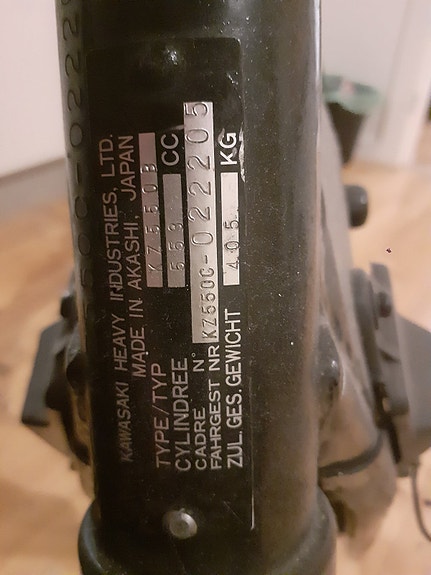 KAWASAKI HEAVY INDUSTRIES, LTD.
MADE IN AKASHI, JAPAN
TYPE/TYP KZ550B
CYLINDREE 553 CC
CADRE N°
FAHRGEST NR KZ550C-022205
ZUL. GES. GEWICHT 405 KG